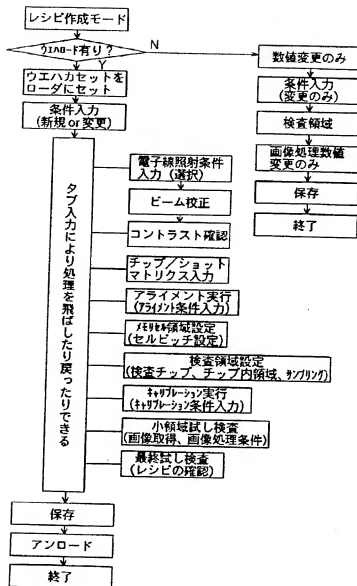 レシピ作成モード
ウエハロード有り?
N
Y
ウエハカセットを
ローダにセット
条件入力
(新規or変更)
タブ入力により処理を飛ばしたり戻ったりできる
電子線照射条件
入力(選択)
ビーム校正
コントラスト確認
チップ/ショット
マトリクス入力
アライメント実行
(アライメント条件入力)
メモリセル領域設定
(セルピッチ設定)
検査領域設定
(検査チップ、チップ内領域、サンプリング)
キャリブレーション実行
(キャリブレーション条件入力)
小領域試し検査
(画像取得、画像処理条件)
最終試し検査
(レシピの確認)
保存
アンロード
終了
数値変更のみ
条件入力
(変更のみ)
検査領域
画像処理数値
変更のみ
保存
終了